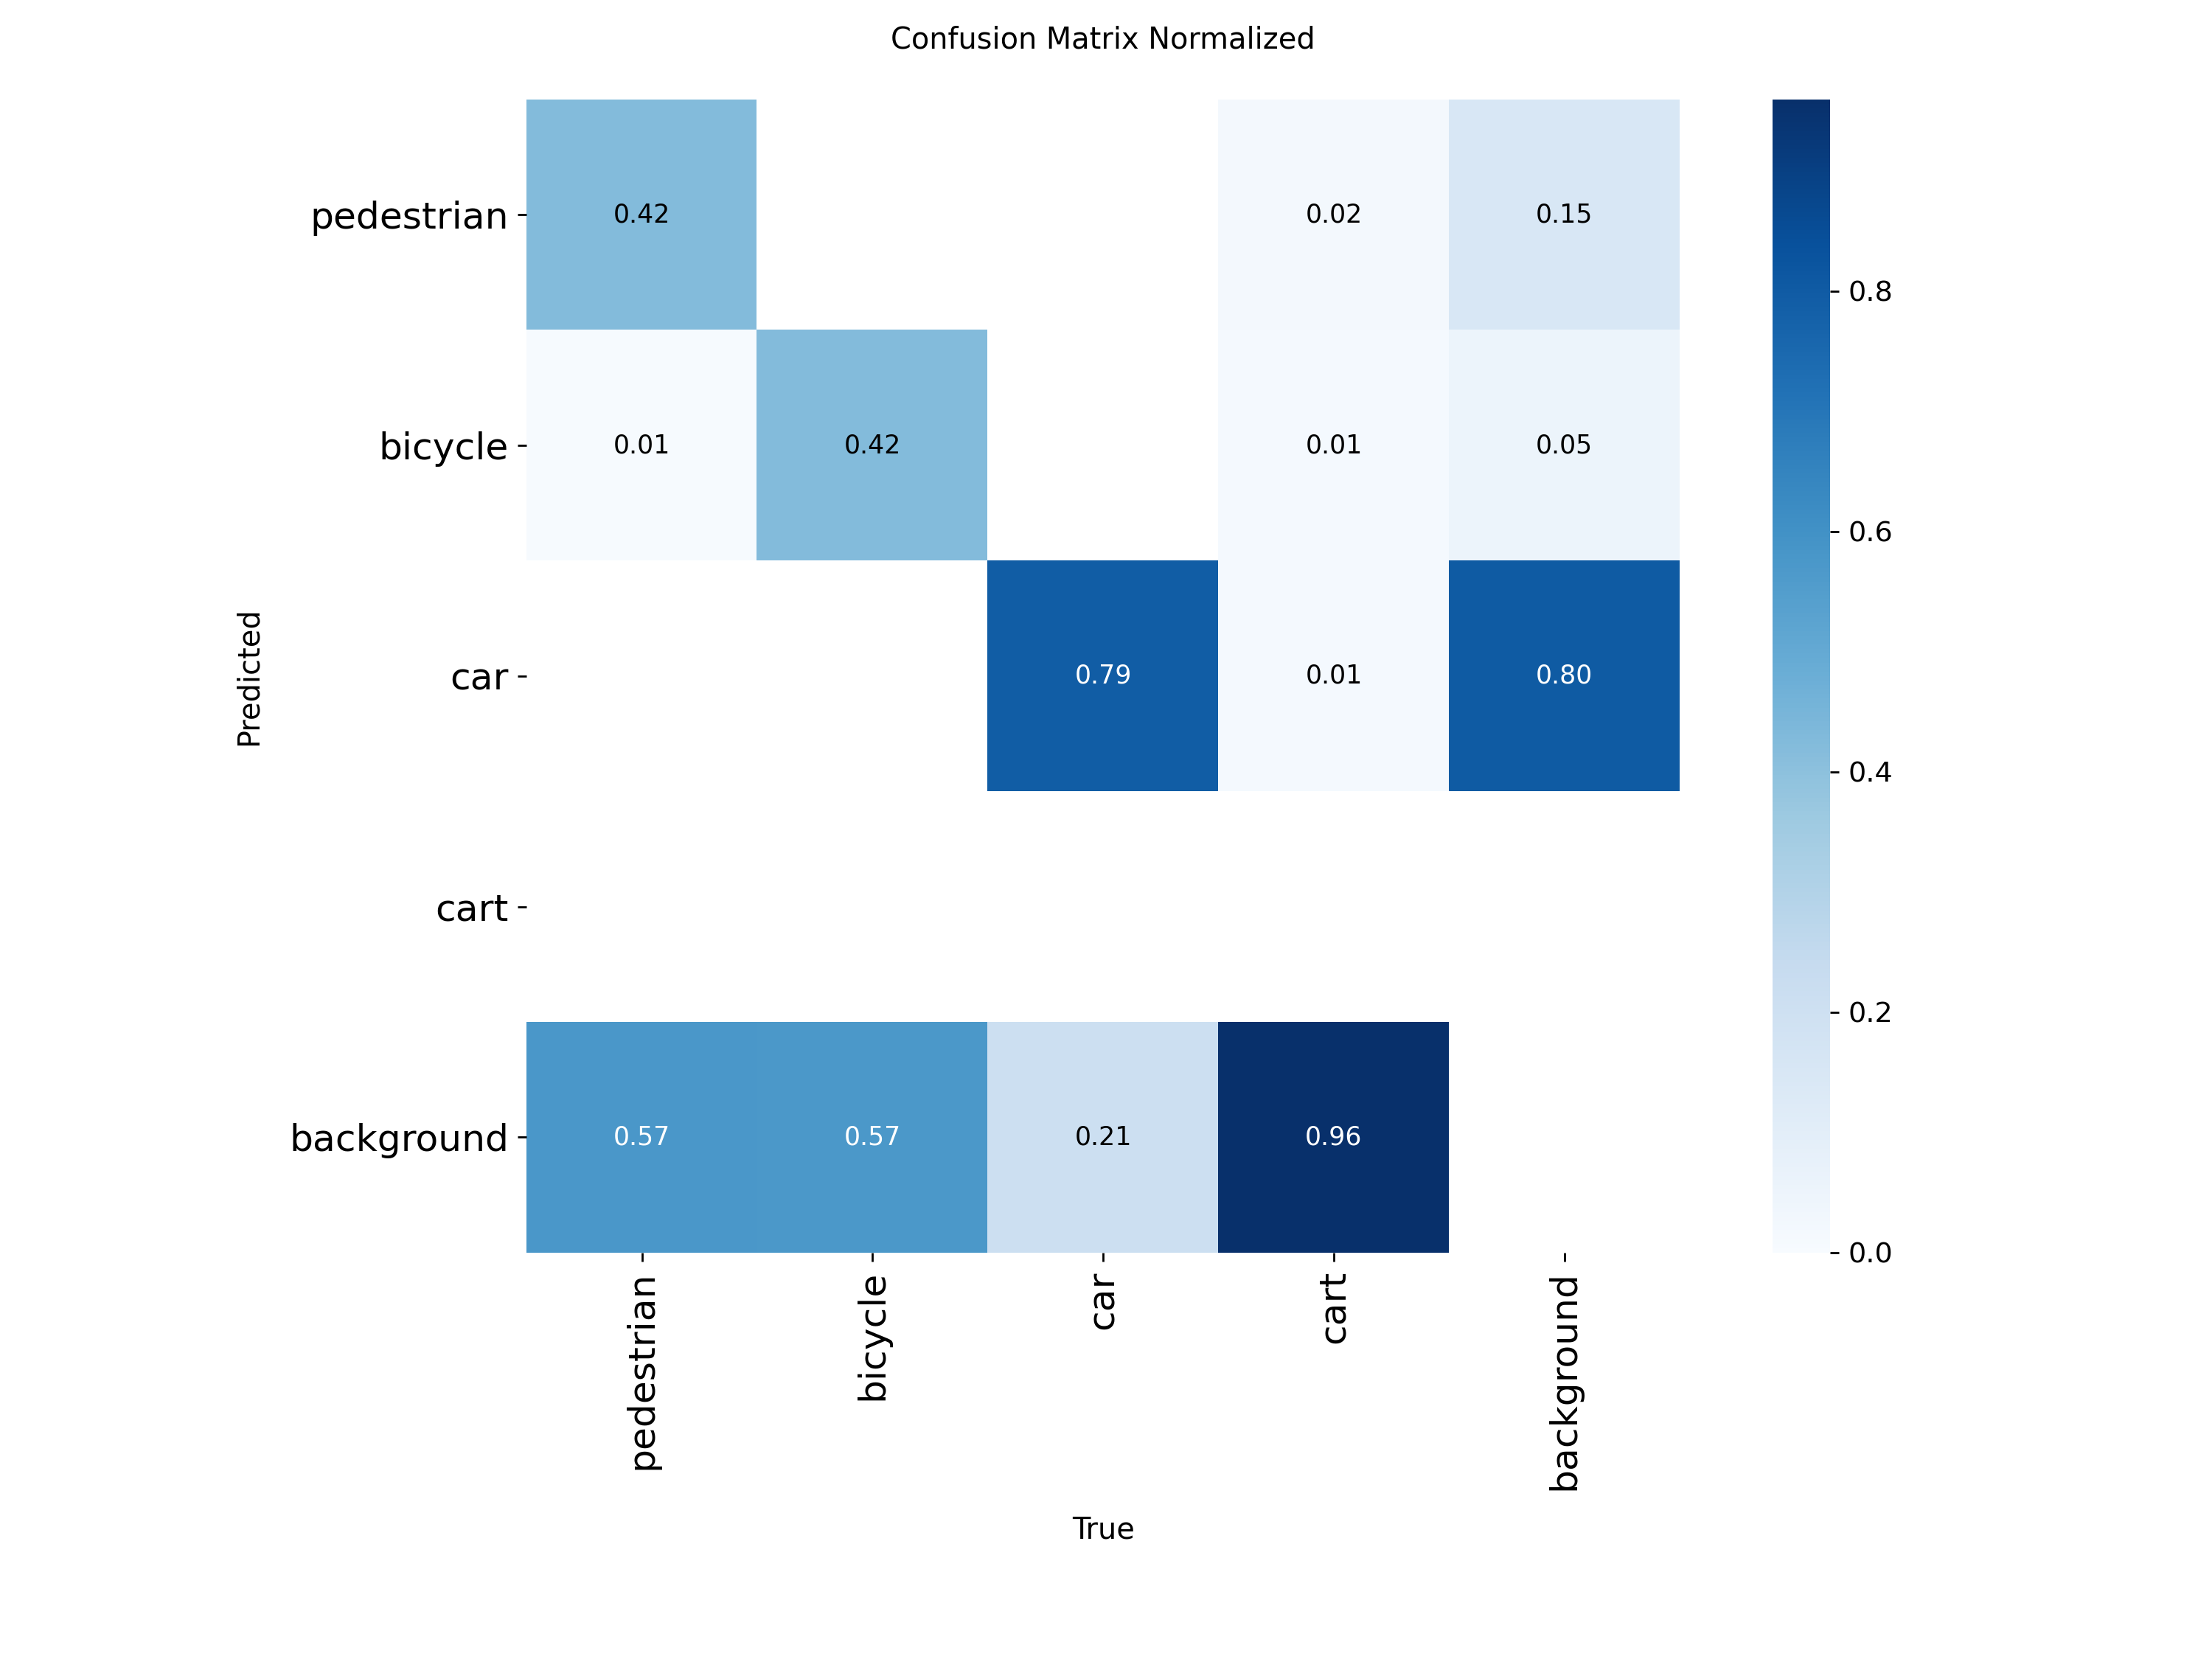 Confusion Matrix Normalized
pedestrian
0.42
0.02
0.15
bicycle
0.01
0.42
0.01
0.05
car
0.79
0.01
0.80
cart
background
0.57
0.57
0.21
0.96
Predicted
pedestrian
bicycle
car
cart
background
True
0.8
0.6
0.4
0.2
0.0